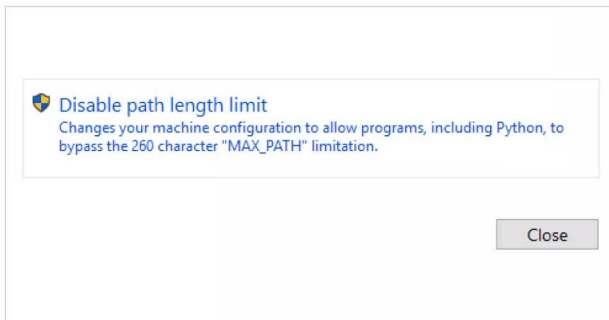 Disable path length limit
Changes your machine configuration to allow programs, including Python, to
bypass the 260 character "MAX_PATH" limitation.
Close